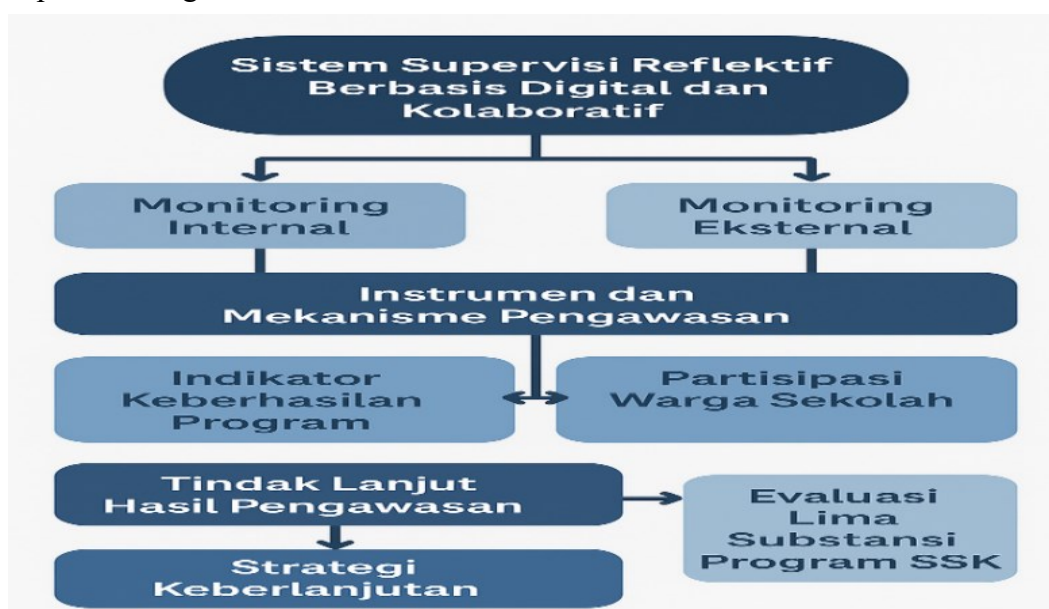 Sistem Supervisi Reflektif
Berbasis Digital dan
Kolaboratif
Monitoring
Internal
Monitoring
Eksternal
Instrumen dan
Mekanisme Pengawasan
Indikator
Keberhasilan
Program
Partisipasi
Warga Sekolah
Tindak Lanjut
Hasil Pengawasan
Evaluasi
Lima
Substansi
Program SSK
Strategi
Keberlanjutan